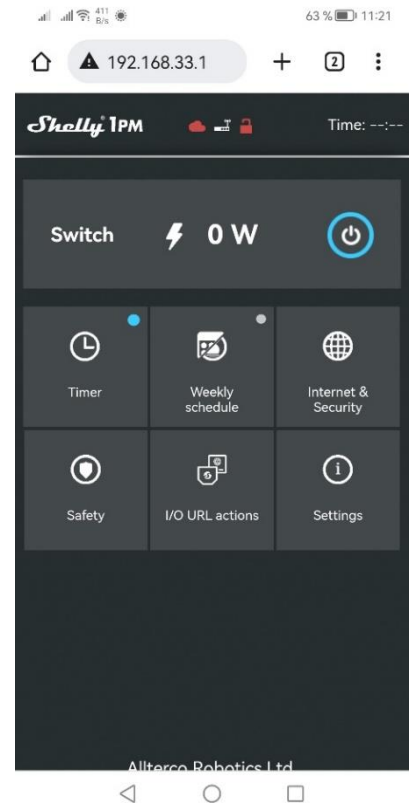 411 B/s 63 % 11:21
192.168.33.1 2
Shelly 1PM Time: --:--
Switch 0 W
Timer
Weekly schedule
Internet & Security
Safety
I/O URL actions
Settings
Allterco Robotics Ltd